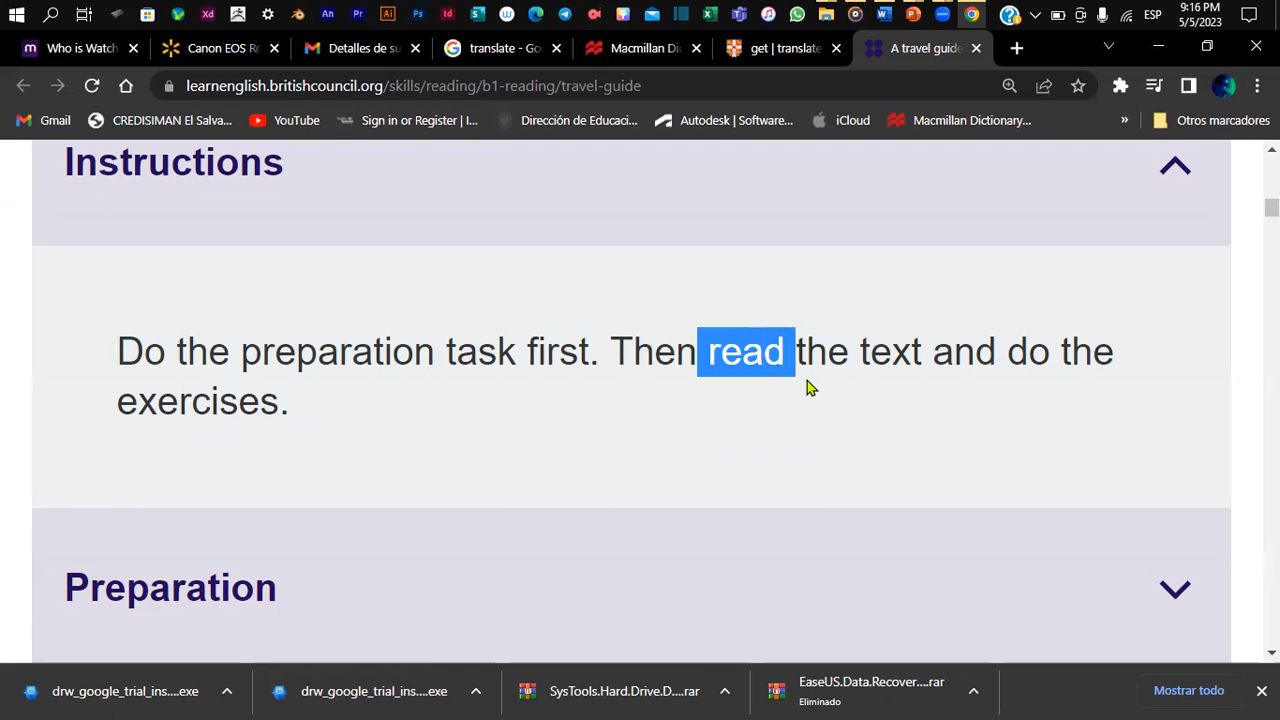 9:16 PM
ESP
5/5/2023
Who is Watch
Canon EOS Re
Detalles de su
translate - Goo
Macmillan Dic
get | translate
A travel guide
learnenglish.britishcouncil.org/skills/reading/b1-reading/travel-guide
Gmail
CREDISIMAN El Salva...
YouTube
Sign in or Register | I...
Dirección de Educaci...
Autodesk | Software...
iCloud
Macmillan Dictionary...
»
Otros marcadores
Instructions
Do the preparation task first. Then read the text and do the
exercises.
Preparation
drw_google_trial_ins....exe
drw_google_trial_ins....exe
SysTools.Hard.Drive.D....rar
EaseUS.Data.Recover....rar
Eliminado
Mostrar todo